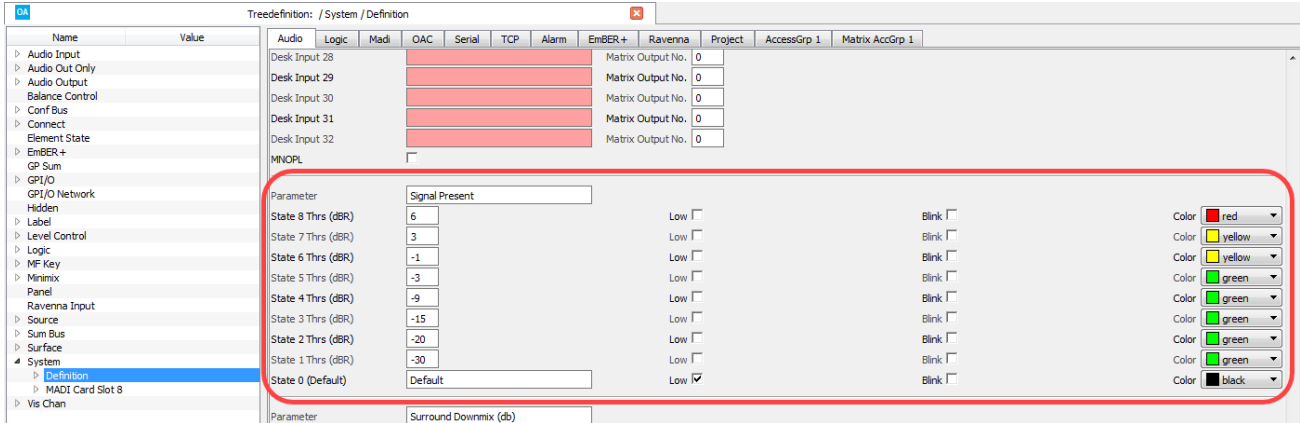 OA
Treedefinition: / System / Definition
Name Value
Audio Input
Audio Out Only
Audio Output
Balance Control
Conf Bus
Connect
Element State
EmBER+
GP Sum
GPI/O
GPI/O Network
Hidden
Label
Level Control
Logic
MF Key
Minimix
Panel
Ravenna Input
Source
Sum Bus
Surface
System
Definition
MADI Card Slot 8
Vis Chan
Audio Logic Madi OAC Serial TCP Alarm EmBER+ Ravenna Project AccessGrp 1 Matrix AccGrp 1
Desk Input 28 Matrix Output No. 0
Desk Input 29 Matrix Output No. 0
Desk Input 30 Matrix Output No. 0
Desk Input 31 Matrix Output No. 0
Desk Input 32 Matrix Output No. 0
MNOPL
Parameter Signal Present
State 8 Thrs (dBR) 6 Low Blink Color red
State 7 Thrs (dBR) 3 Low Blink Color yellow
State 6 Thrs (dBR) -1 Low Blink Color yellow
State 5 Thrs (dBR) -3 Low Blink Color green
State 4 Thrs (dBR) -9 Low Blink Color green
State 3 Thrs (dBR) -15 Low Blink Color green
State 2 Thrs (dBR) -20 Low Blink Color green
State 1 Thrs (dBR) -30 Low Blink Color green
State 0 (Default) Default Low Blink Color black
Parameter Surround Downmix (db)